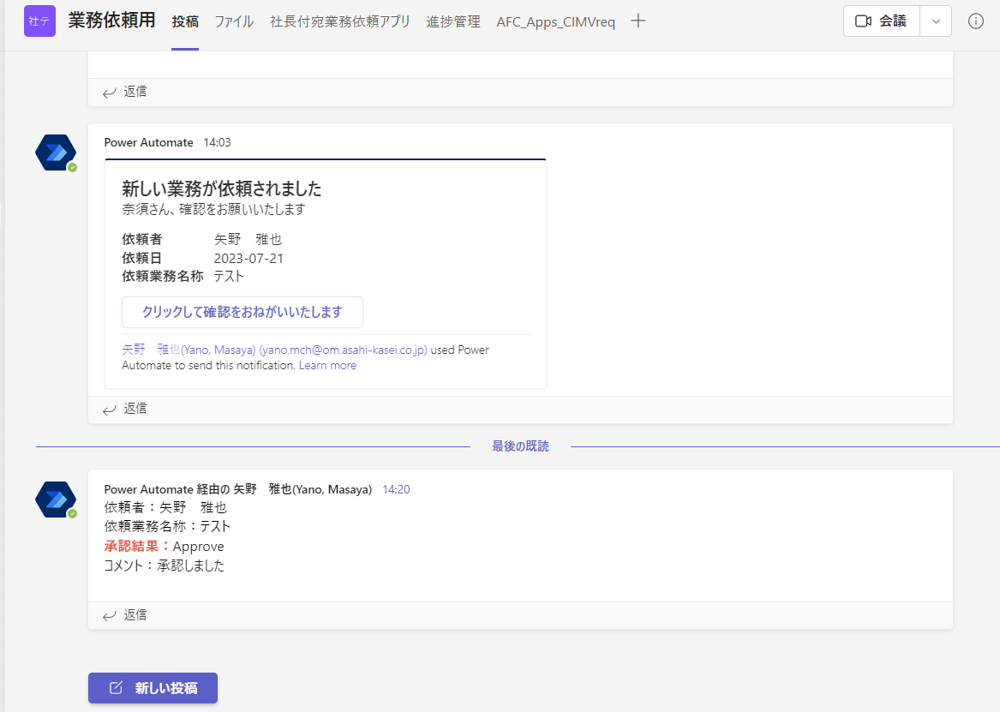 社テ 業務依頼用 投稿 ファイル 社長付宛業務依頼アプリ 進捗管理 AFC_Apps_CIMVreq 会議
返信
Power Automate 14:03
新しい業務が依頼されました
奈須さん、確認をお願いいたします
依頼者 矢野　雅也
依頼日 2023-07-21
依頼業務名称 テスト
クリックして確認をおねがいいたします
矢野　雅也(Yano, Masaya) (yano.mch@om.asahi-kasei.co.jp) used Power
Automate to send this notification. Learn more
返信
最後の既読
Power Automate 経由の 矢野　雅也(Yano, Masaya) 14:20
依頼者：矢野　雅也
依頼業務名称：テスト
承認結果：Approve
コメント：承認しました
返信
新しい投稿